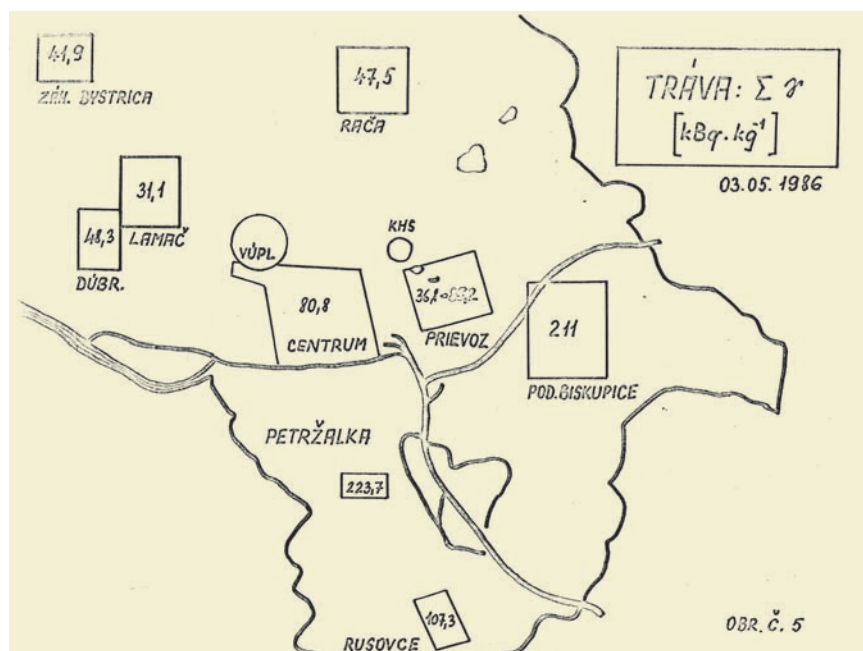 41,9
ZÁH. BYSTRICA
47,5
RAČA
TRÁVA: Σ γ
[kBq.kg⁻¹]
03.05.1986
31,1
LAMAČ
48,3
DÚBR.
VÚPL.
KHS
80,8
CENTRUM
PRIEVOZ
211
POD.BISKUPICE
PETRŽALKA
223,7
107,3
RUSOVCE
OBR. Č. 5